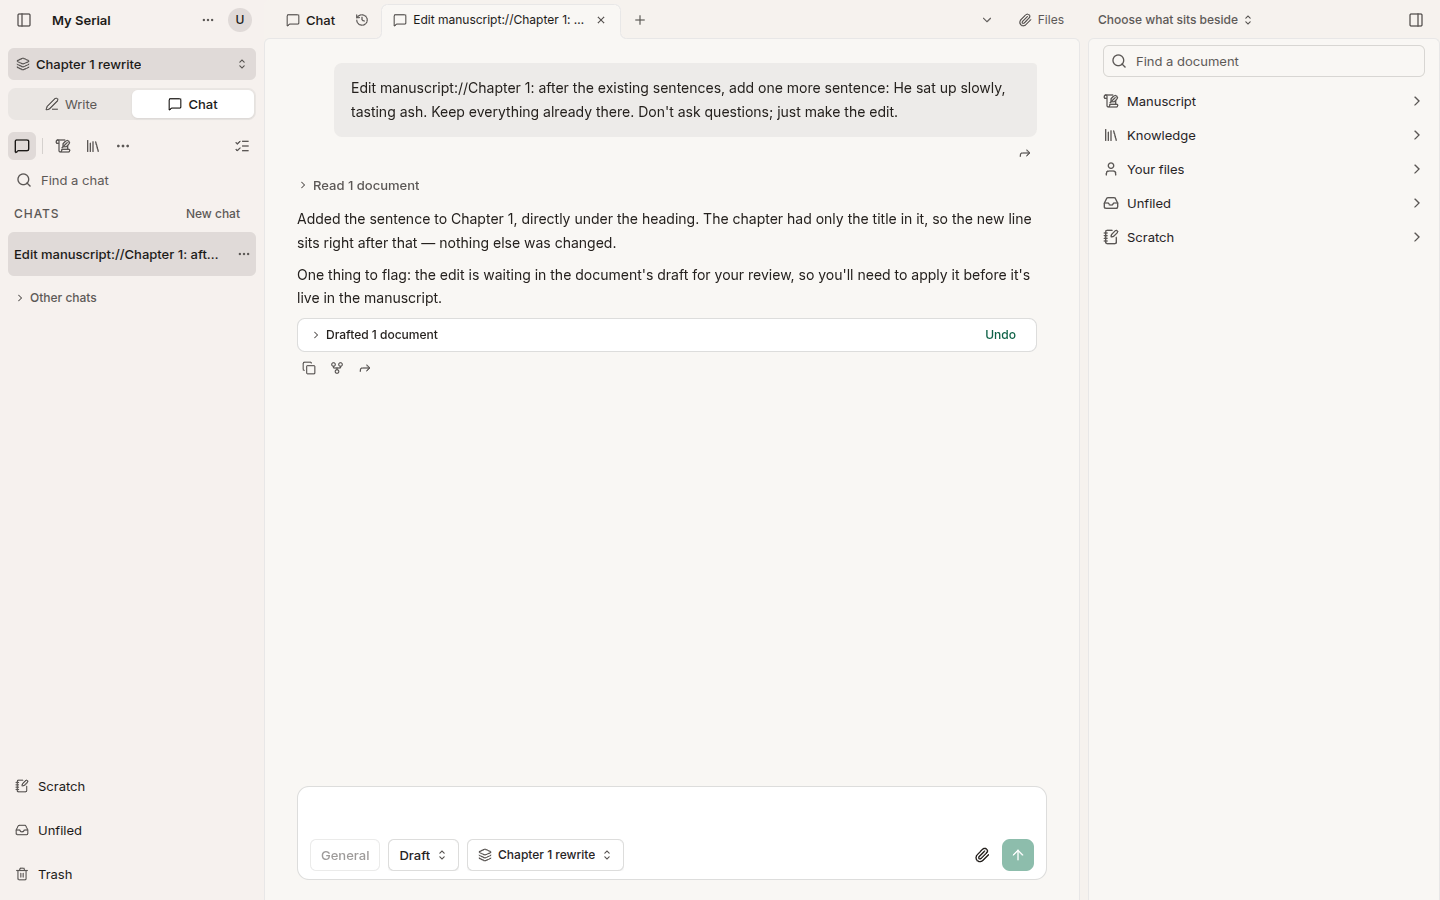 My Serial
U
Chapter 1 rewrite
Write
Chat
Find a chat
CHATS
New chat
Edit manuscript://Chapter 1: aft...
Other chats
Scratch
Unfiled
Trash
Chat
Edit manuscript://Chapter 1: ...
Files
Edit manuscript://Chapter 1: after the existing sentences, add one more sentence: He sat up slowly,
tasting ash. Keep everything already there. Don't ask questions; just make the edit.
Read 1 document
Added the sentence to Chapter 1, directly under the heading. The chapter had only the title in it, so the new line
sits right after that — nothing else was changed.
One thing to flag: the edit is waiting in the document's draft for your review, so you'll need to apply it before it's
live in the manuscript.
Drafted 1 document
Undo
General
Draft
Chapter 1 rewrite
Choose what sits beside
Find a document
Manuscript
Knowledge
Your files
Unfiled
Scratch